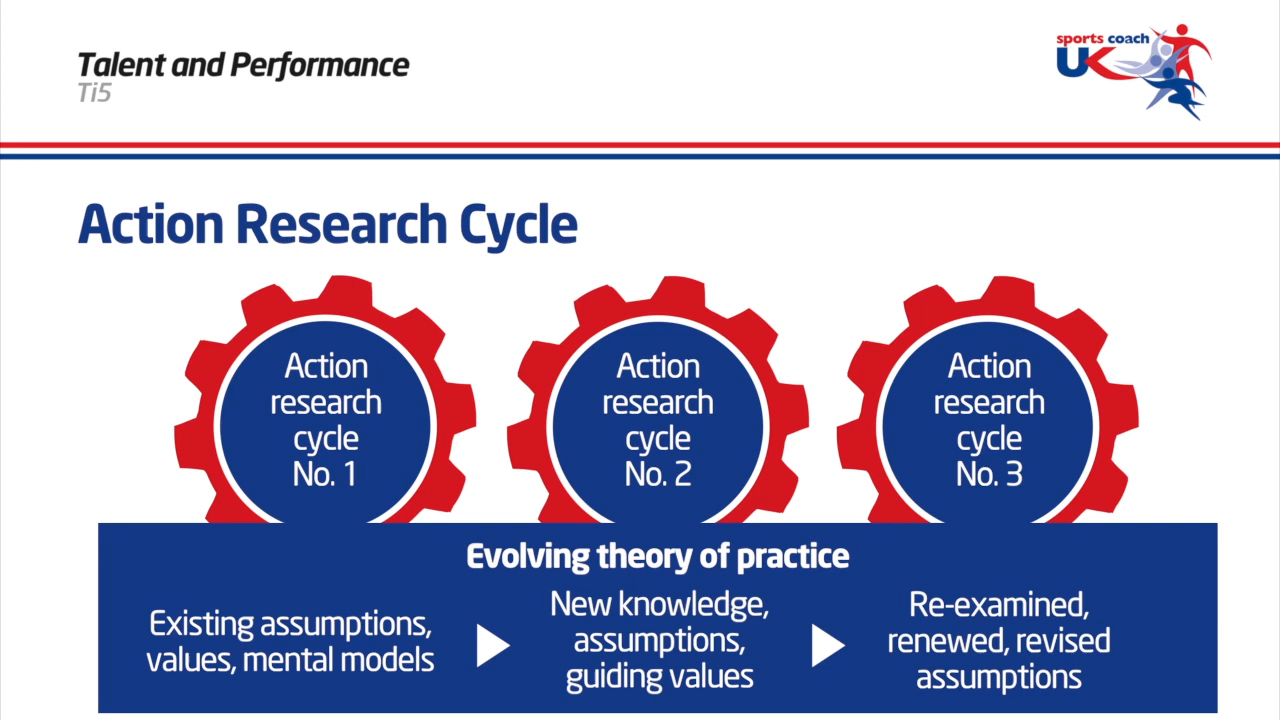 Talent and Performance
Ti5
sports coach
UK
Action Research Cycle
Action
research
cycle
No. 1
Action
research
cycle
No. 2
Action
research
cycle
No. 3
Evolving theory of practice
Existing assumptions,
values, mental models
New knowledge,
assumptions,
guiding values
Re-examined,
renewed, revised
assumptions